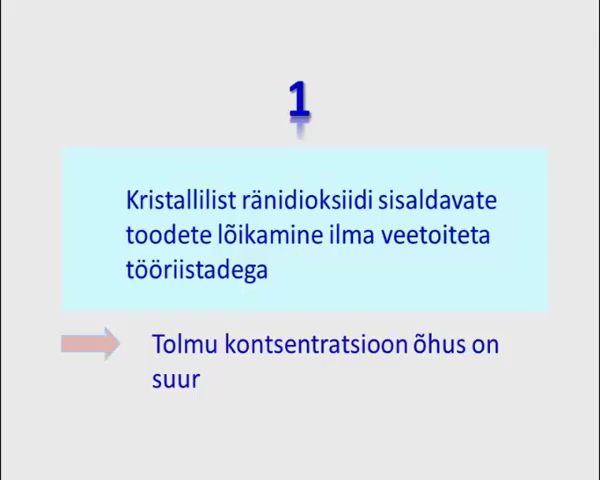 1
Kristallilist ränidioksiidi sisaldavate
toodete lõikamine ilma veetoiteta
tööriistadega
Tolmu kontsentratsioon õhus on
suur